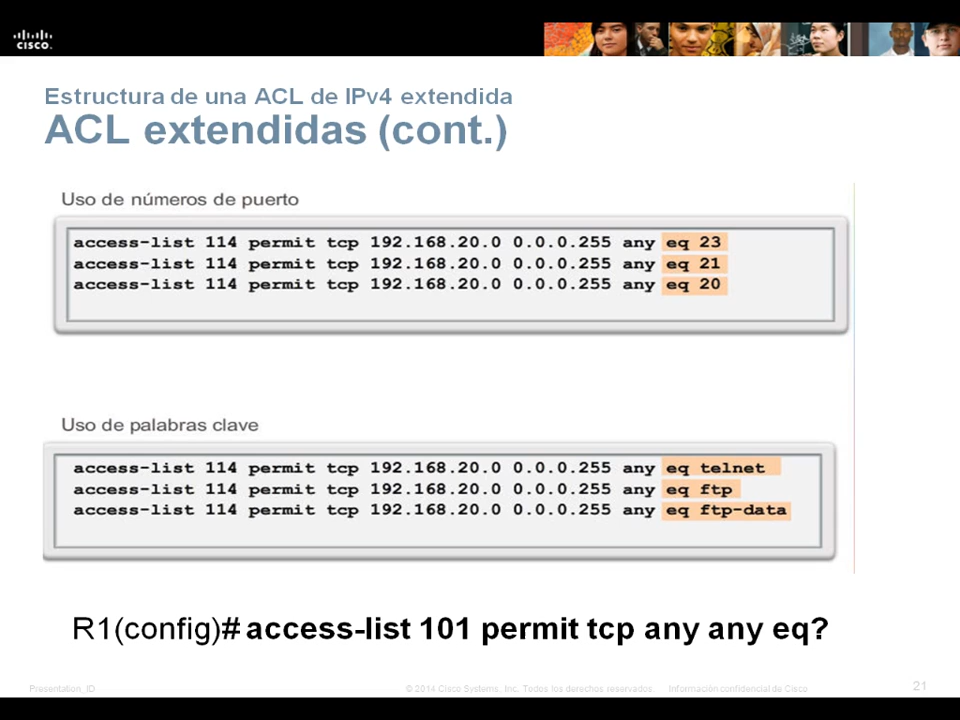 CISCO.
Estructura de una ACL de IPv4 extendida
ACL extendidas (cont.)
Uso de números de puerto
access-list 114 permit tcp 192.168.20.0 0.0.0.255 any eq 23
access-list 114 permit tcp 192.168.20.0 0.0.0.255 any eq 21
access-list 114 permit tcp 192.168.20.0 0.0.0.255 any eq 20
Uso de palabras clave
access-list 114 permit tcp 192.168.20.0 0.0.0.255 any eq telnet
access-list 114 permit tcp 192.168.20.0 0.0.0.255 any eq ftp
access-list 114 permit tcp 192.168.20.0 0.0.0.255 any eq ftp-data
R1(config)# access-list 101 permit tcp any any eq?
Presentation_ID © 2014 Cisco Systems, Inc. Todos los derechos reservados. Información confidencial de Cisco 21